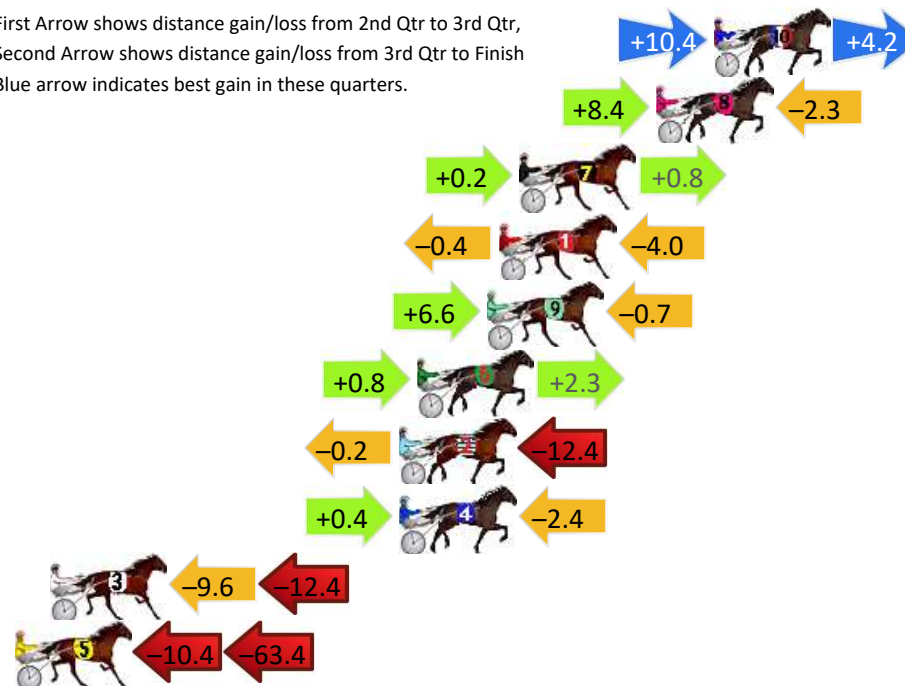 First Arrow shows distance gain/loss from 2nd Qtr to 3rd Qtr,
Second Arrow shows distance gain/loss from 3rd Qtr to Finish
Blue arrow indicates best gain in these quarters.
+10.4 10 +4.2
+8.4 8 −2.3
+0.2 7 +0.8
−0.4 1 −4.0
+6.6 9 −0.7
+0.8 6 +2.3
−0.2 2 −12.4
+0.4 4 −2.4
3 −9.6 −12.4
5 −10.4 −63.4